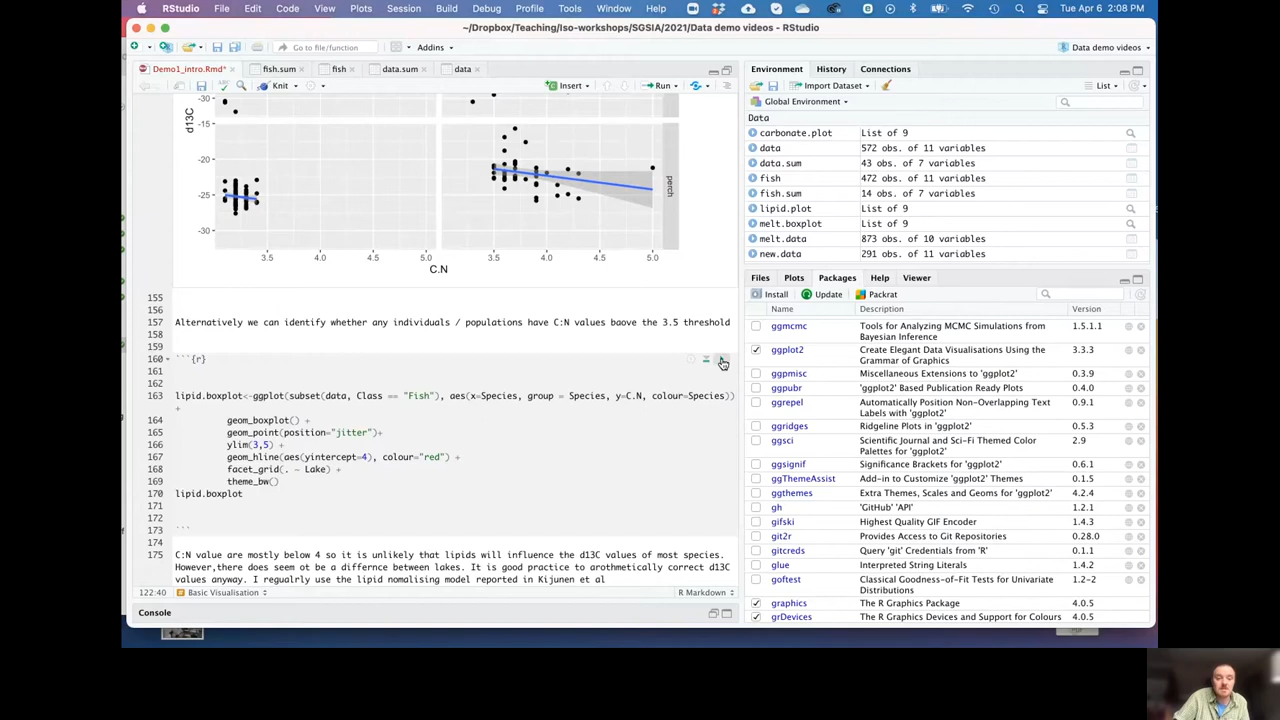 RStudio File Edit Code View Plots Session Build Debug Profile Tools Window Help Tue Apr 6 2:08 PM
~/Dropbox/Teaching/Iso-workshops/SGSIA/2021/Data demo videos - RStudio
Go to file/function Addins Data demo videos
Demo1_intro.Rmd* fish.sum fish data.sum data
Knit Insert Run
-30
d13C
-15
-20
-25
-30
perch
3.5 4.0 4.5 5.0 3.5 4.0 4.5 5.0
C.N
155
156
157 Alternatively we can identify whether any individuals / populations have C:N values baove the 3.5 threshold
158
159
160 ```{r}
161
162
163 lipid.boxplot<-ggplot(subset(data, Class == "Fish"), aes(x=Species, group = Species, y=C.N, colour=Species))
+
164 geom_boxplot() +
165 geom_point(position="jitter")+
166 ylim(3,5) +
167 geom_hline(aes(yintercept=4), colour="red") +
168 facet_grid(. ~ Lake) +
169 theme_bw()
170 lipid.boxplot
171
172
173 ```
174
175 C:N value are mostly below 4 so it is unlikely that lipids will influence the d13C values of most species.
However,there does seem ot be a differnce between lakes. It is good practice to arothmetically correct d13C
values anyway. I regualrly use the lipid nomalising model reported in Kijunen et al
122:40 Basic Visualisation R Markdown
Console
Environment History Connections
Import Dataset List
Global Environment
Data
carbonate.plot List of 9
data 572 obs. of 11 variables
data.sum 43 obs. of 7 variables
fish 472 obs. of 11 variables
fish.sum 14 obs. of 7 variables
lipid.plot List of 9
melt.boxplot List of 9
melt.data 873 obs. of 10 variables
new.data 291 obs. of 11 variables
Files Plots Packages Help Viewer
Install Update Packrat
Name Description Version
ggmcmc Tools for Analyzing MCMC Simulations from 1.5.1.1
Bayesian Inference
ggplot2 Create Elegant Data Visualisations Using the 3.3.3
Grammar of Graphics
ggpmisc Miscellaneous Extensions to 'ggplot2' 0.3.9
ggpubr 'ggplot2' Based Publication Ready Plots 0.4.0
ggrepel Automatically Position Non-Overlapping Text 0.9.1
Labels with 'ggplot2'
ggridges Ridgeline Plots in 'ggplot2' 0.5.3
ggsci Scientific Journal and Sci-Fi Themed Color 2.9
Palettes for 'ggplot2'
ggsignif Significance Brackets for 'ggplot2' 0.6.1
ggThemeAssist Add-in to Customize 'ggplot2' Themes 0.1.5
ggthemes Extra Themes, Scales and Geoms for 'ggplot2' 4.2.4
gh 'GitHub' 'API' 1.2.1
gifski Highest Quality GIF Encoder 1.4.3
git2r Provides Access to Git Repositories 0.28.0
gitcreds Query 'git' Credentials from 'R' 0.1.1
glue Interpreted String Literals 1.4.2
goftest Classical Goodness-of-Fit Tests for Univariate 1.2-2
Distributions
graphics The R Graphics Package 4.0.5
grDevices The R Graphics Devices and Support for Colours 4.0.5